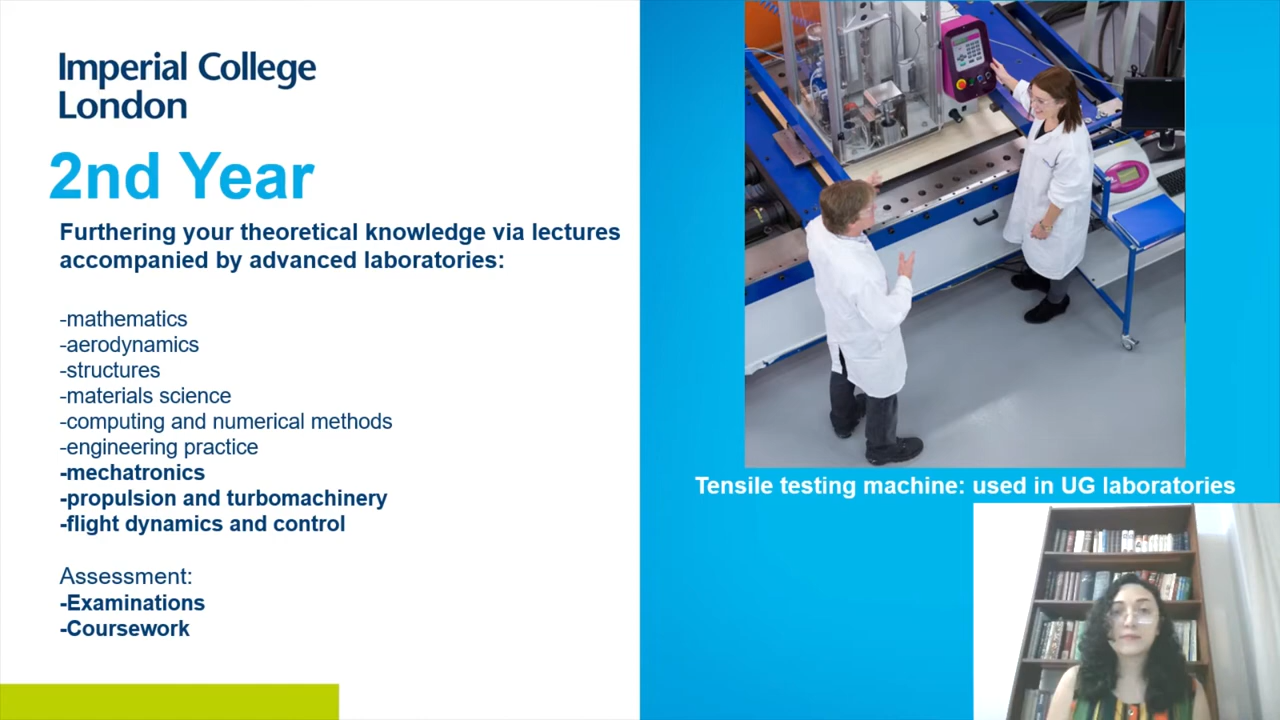 Imperial College
London
2nd Year
Furthering your theoretical knowledge via lectures
accompanied by advanced laboratories:
-mathematics
-aerodynamics
-structures
-materials science
-computing and numerical methods
-engineering practice
-mechatronics
-propulsion and turbomachinery
-flight dynamics and control
Assessment:
-Examinations
-Coursework
Tensile testing machine: used in UG laboratories